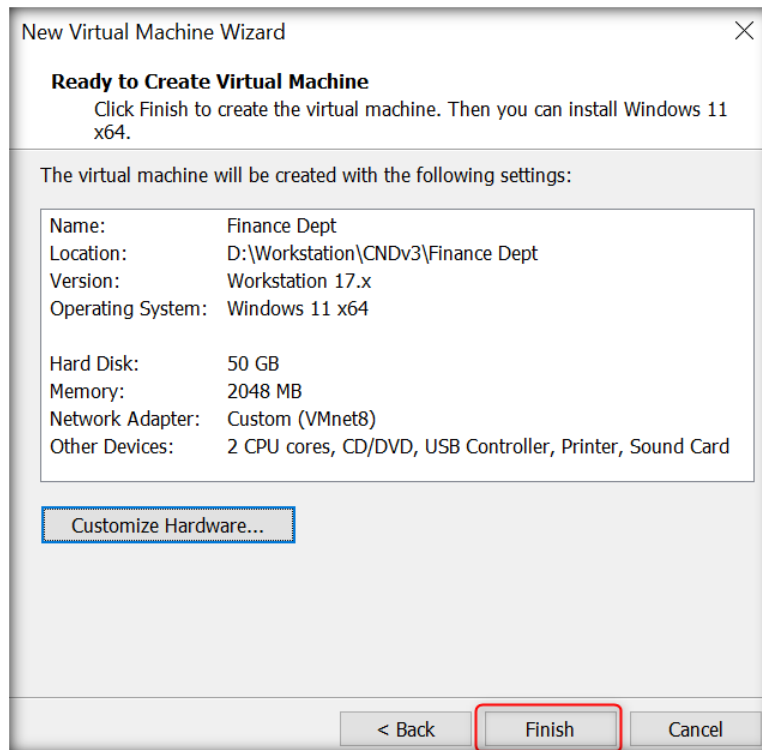 New Virtual Machine Wizard
Ready to Create Virtual Machine
Click Finish to create the virtual machine. Then you can install Windows 11
x64.
The virtual machine will be created with the following settings:
Name: Finance Dept
Location: D:\Workstation\CNDv3\Finance Dept
Version: Workstation 17.x
Operating System: Windows 11 x64
Hard Disk: 50 GB
Memory: 2048 MB
Network Adapter: Custom (VMnet8)
Other Devices: 2 CPU cores, CD/DVD, USB Controller, Printer, Sound Card
Customize Hardware...
< Back Finish Cancel